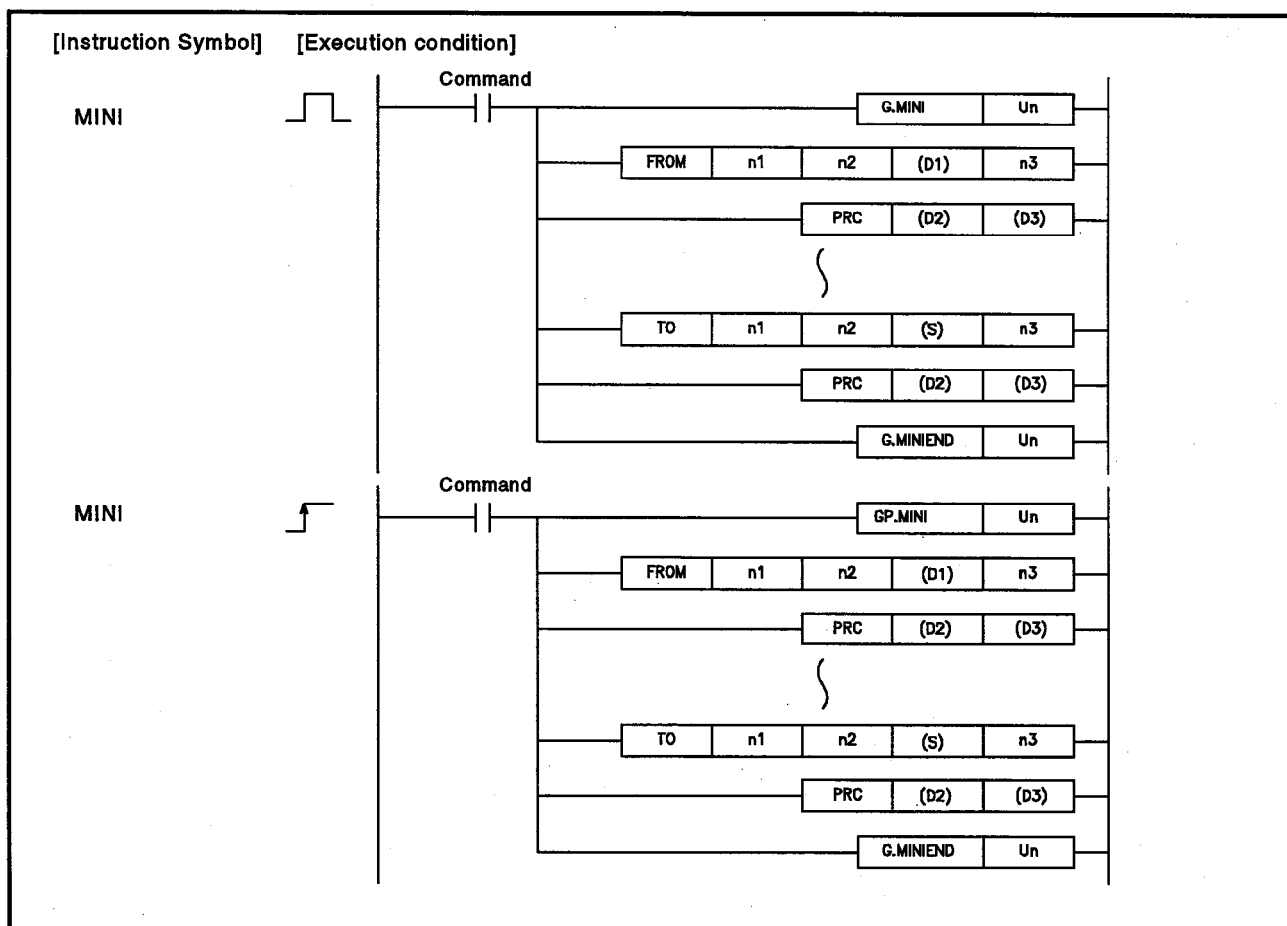 [Instruction Symbol] [Execution condition]
Command
MINI
G.MINI Un
FROM n1 n2 (D1) n3
PRC (D2) (D3)
TO n1 n2 (S) n3
PRC (D2) (D3)
G.MINIEND Un
Command
MINI
GP.MINI Un
FROM n1 n2 (D1) n3
PRC (D2) (D3)
TO n1 n2 (S) n3
PRC (D2) (D3)
G.MINIEND Un